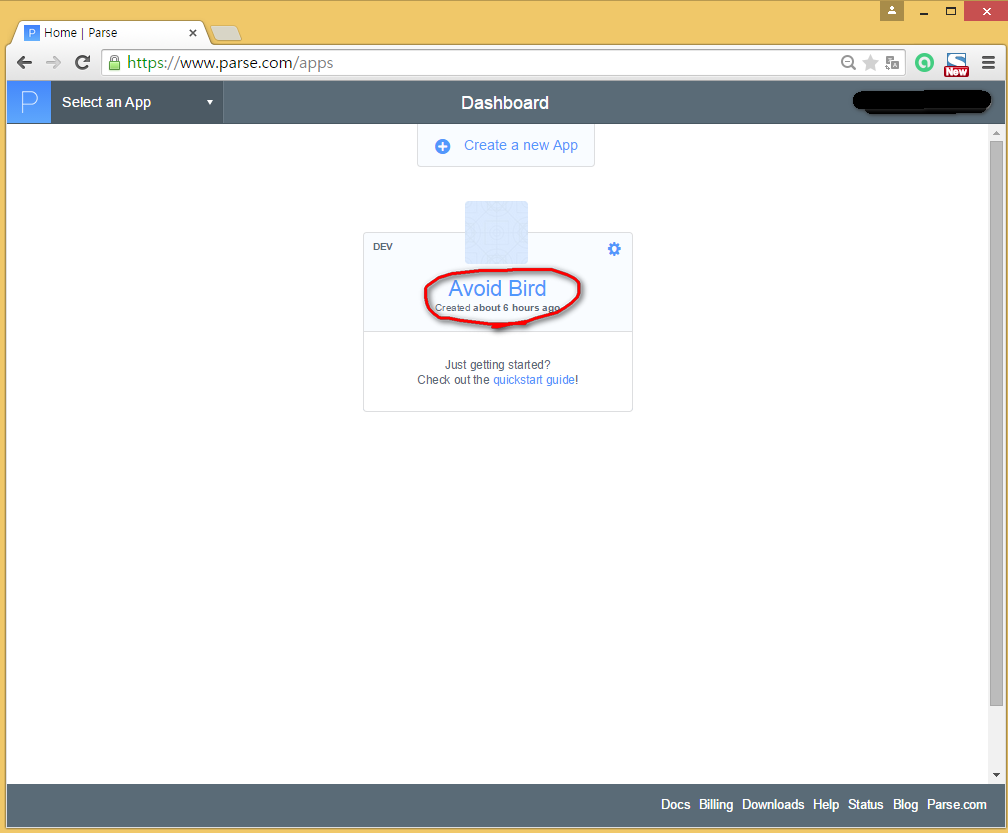 Home | Parse
https://www.parse.com/apps
New
P
Select an App
Dashboard
Create a new App
DEV
Avoid Bird
Created about 6 hours ago
Just getting started?
Check out the quickstart guide!
Docs Billing Downloads Help Status Blog Parse.com